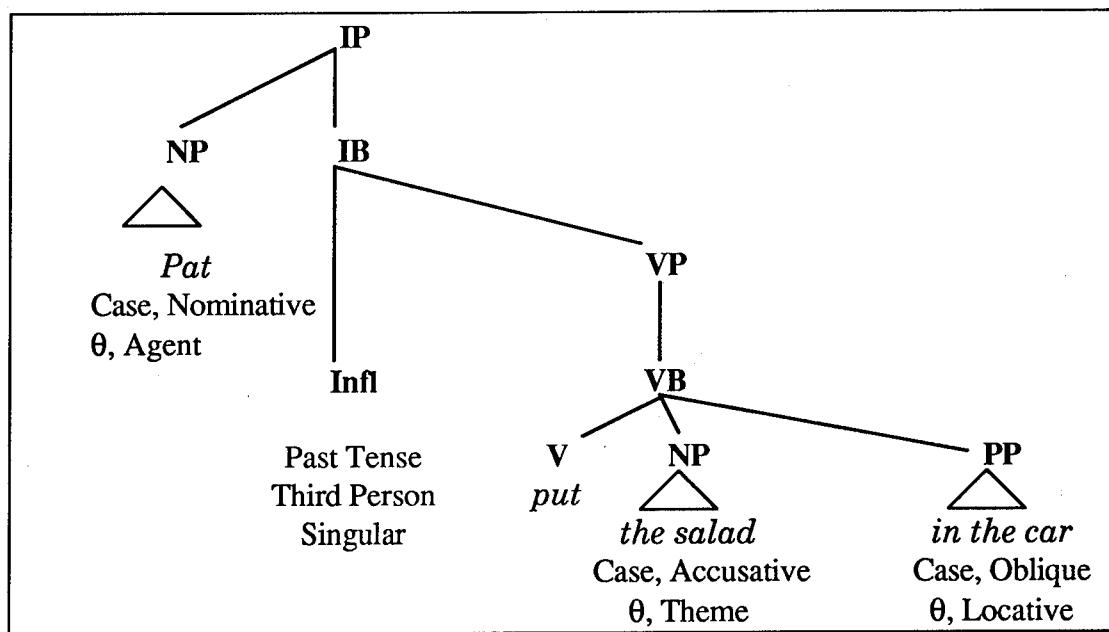 IP
NP
IB
Pat
Case, Nominative
θ, Agent
VP
Infl
VB
Past Tense
Third Person
Singular
V
put
NP
the salad
Case, Accusative
θ, Theme
PP
in the car
Case, Oblique
θ, Locative